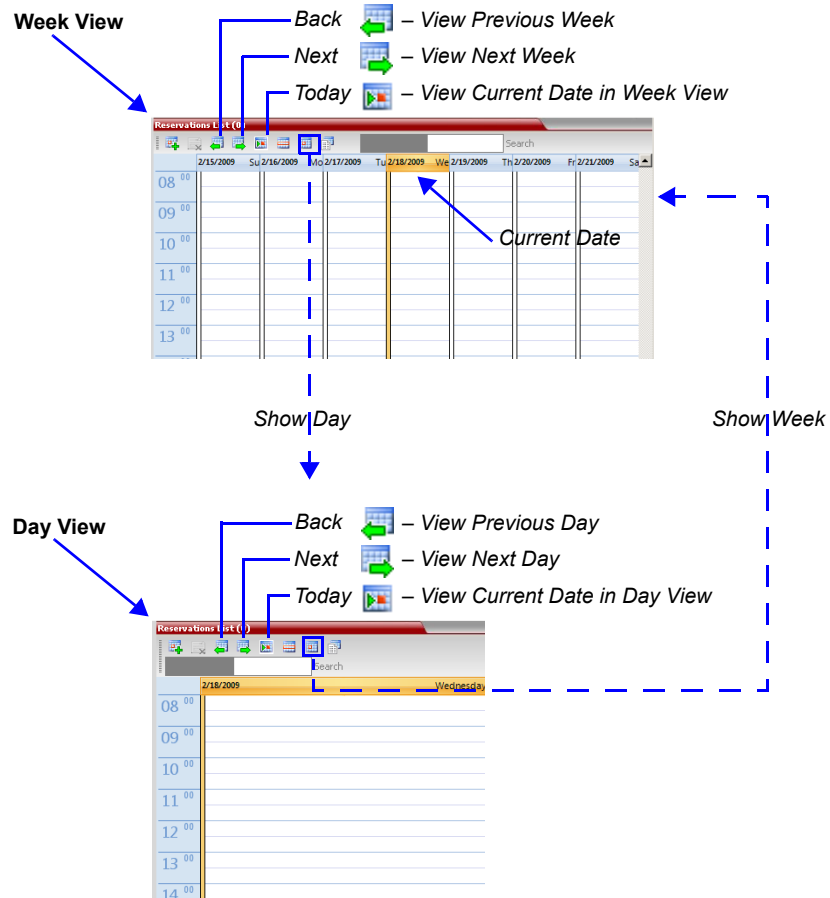 Week View
Back – View Previous Week
Next – View Next Week
Today – View Current Date in Week View
Reservations List (0)
Search
2/15/2009 Su 2/16/2009 Mo 2/17/2009 Tu 2/18/2009 We 2/19/2009 Th 2/20/2009 Fr 2/21/2009 Sa
08 00
09 00
Current Date
10 00
11 00
12 00
13 00
Show Day
Show Week
Day View
Back – View Previous Day
Next – View Next Day
Today – View Current Date in Day View
Reservations List
Search
2/18/2009 Wednesday
08 00
09 00
10 00
11 00
12 00
13 00
14 00